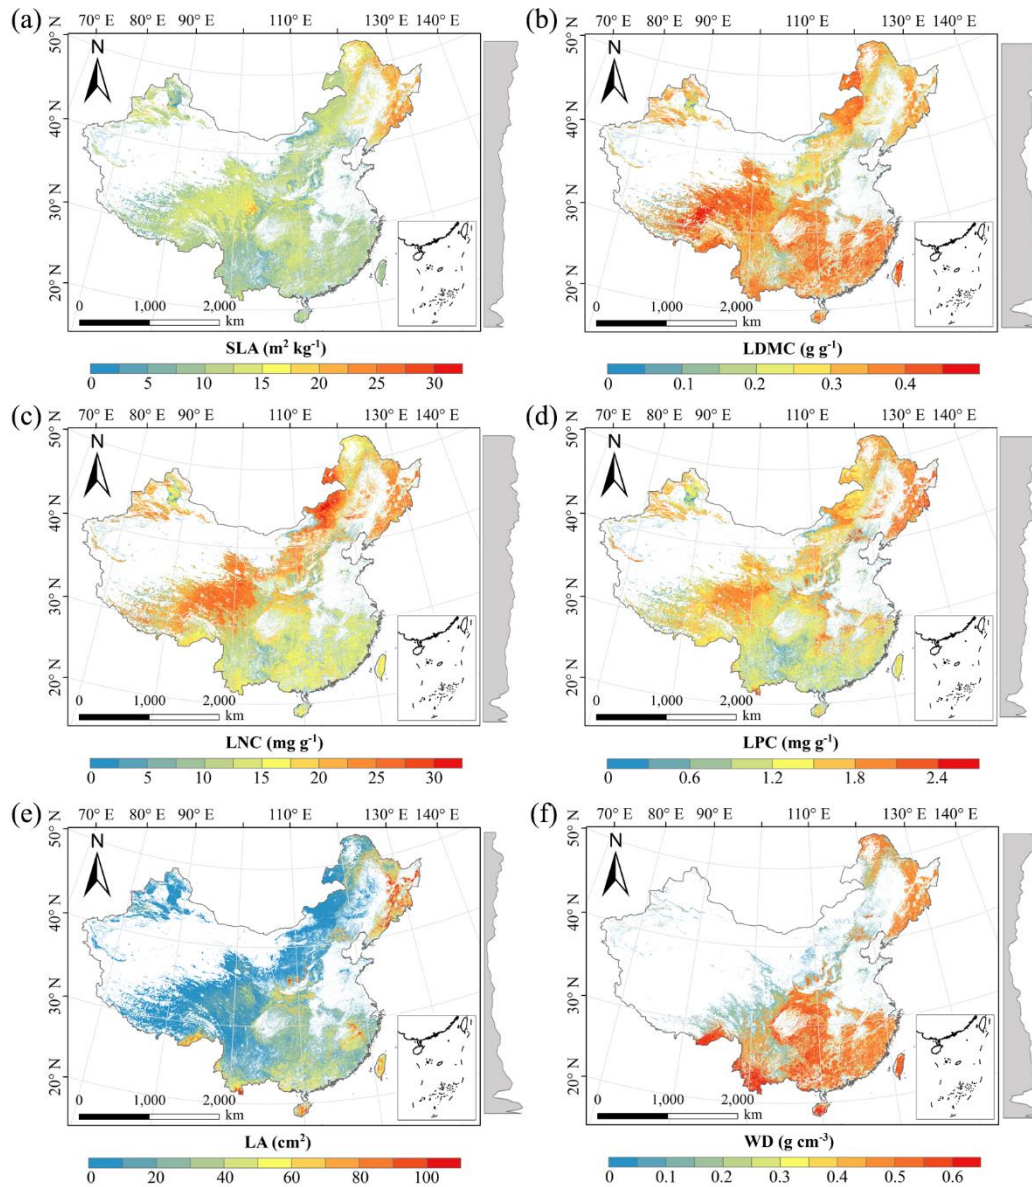 (a) 70° E 80° E 90° E 110° E 120° E 130° E 140° E
50° N
40° N
30° N
20° N
N
0 1,000 2,000
km
SLA (m² kg⁻¹)
0 5 10 15 20 25 30
(b) 70° E 80° E 90° E 110° E 120° E 130° E 140° E
50° N
40° N
30° N
20° N
N
0 1,000 2,000
km
LDMC (g g⁻¹)
0 0.1 0.2 0.3 0.4
(c) 70° E 80° E 90° E 110° E 120° E 130° E 140° E
50° N
40° N
30° N
20° N
N
0 1,000 2,000
km
LNC (mg g⁻¹)
0 5 10 15 20 25 30
(d) 70° E 80° E 90° E 110° E 120° E 130° E 140° E
50° N
40° N
30° N
20° N
N
0 1,000 2,000
km
LPC (mg g⁻¹)
0 0.6 1.2 1.8 2.4
(e) 70° E 80° E 90° E 110° E 120° E 130° E 140° E
50° N
40° N
30° N
20° N
N
0 1,000 2,000
km
LA (cm²)
0 20 40 60 80 100
(f) 70° E 80° E 90° E 110° E 120° E 130° E 140° E
50° N
40° N
30° N
20° N
N
0 1,000 2,000
km
WD (g cm⁻³)
0 0.1 0.2 0.3 0.4 0.5 0.6